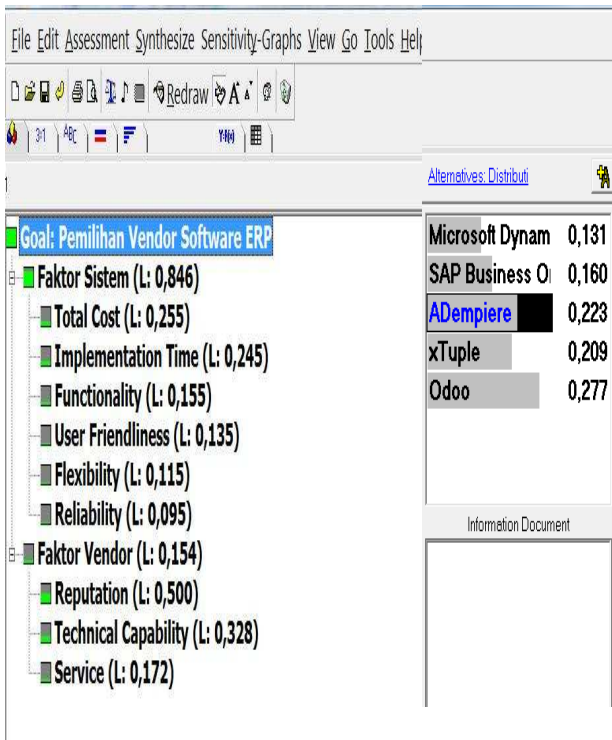 File Edit Assessment Synthesize Sensitivity-Graphs View Go Tools Help
Redraw
Alternatives: Distributi
Goal: Pemilihan Vendor Software ERP
Faktor Sistem (L: 0,846)
Total Cost (L: 0,255)
Implementation Time (L: 0,245)
Functionality (L: 0,155)
User Friendliness (L: 0,135)
Flexibility (L: 0,115)
Reliability (L: 0,095)
Faktor Vendor (L: 0,154)
Reputation (L: 0,500)
Technical Capability (L: 0,328)
Service (L: 0,172)
Microsoft Dynam 0,131
SAP Business O 0,160
ADempiere 0,223
xTuple 0,209
Odoo 0,277
Information Document